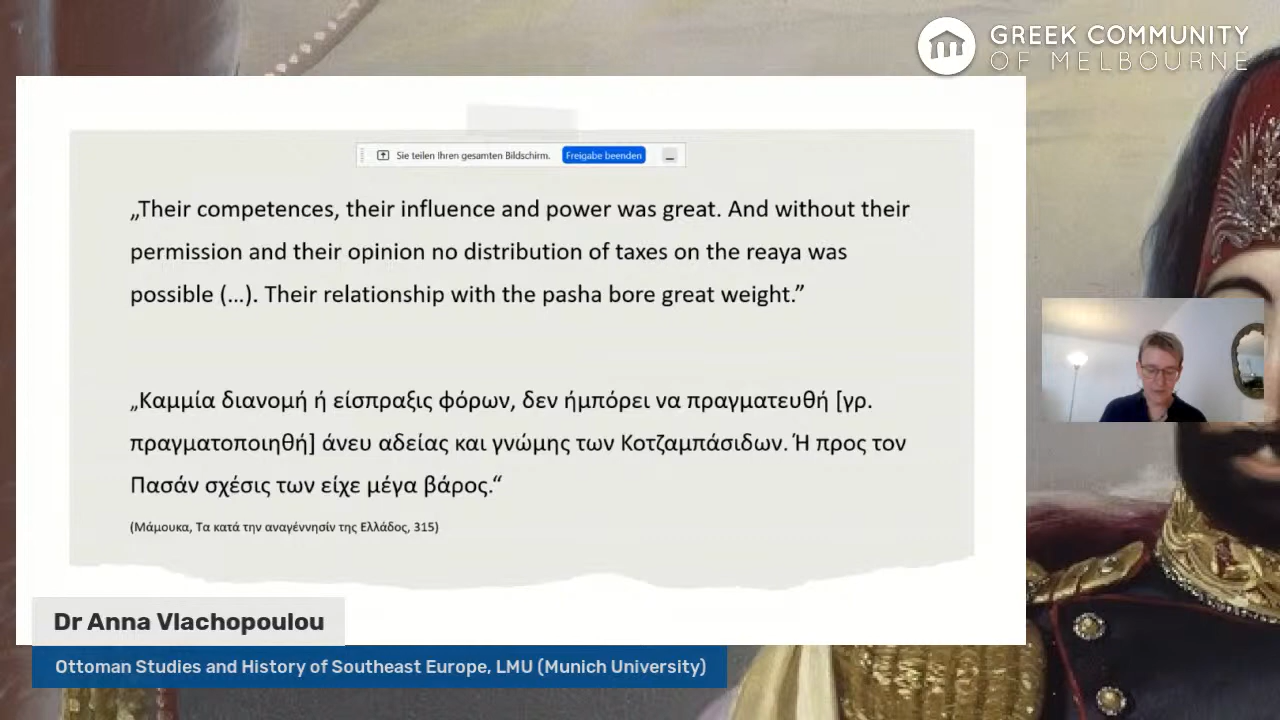 GREEK COMMUNITY
OF MELBOURNE
Sie teilen Ihren gesamten Bildschirm. Freigabe beenden
„Their competences, their influence and power was great. And without their
permission and their opinion no distribution of taxes on the reaya was
possible (...). Their relationship with the pasha bore great weight.”
„Καμμία διανομή ή είσπραξις φόρων, δεν ήμπόρει να πραγματευθή [γρ.
πραγματοποιηθή] άνευ αδείας και γνώμης των Κοτζαμπάσιδων. Ή προς τον
Πασάν σχέσις των είχε μέγα βάρος.“
(Μάμουκα, Τα κατά την αναγέννησίν της Ελλάδος, 315)
Dr Anna Vlachopoulou
Ottoman Studies and History of Southeast Europe, LMU (Munich University)